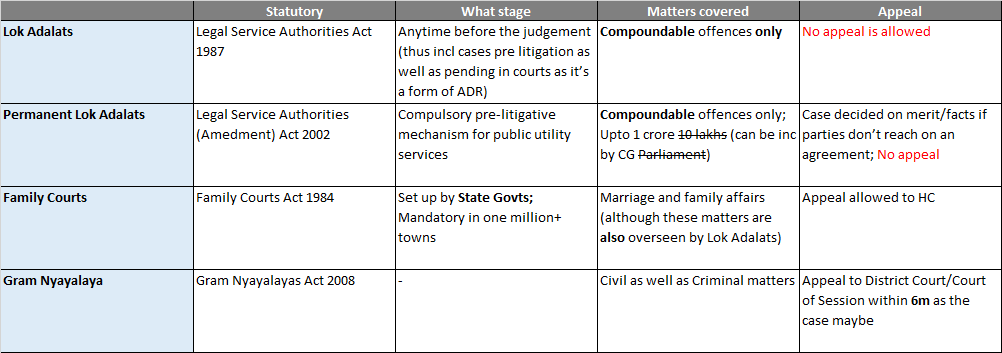 Statutory What stage Matters covered Appeal
Lok Adalats
Legal Service Authorities Act
1987
Anytime before the judgement
(thus incl cases pre litigation as
well as pending in courts as it's
a form of ADR)
Compoundable offences only
No appeal is allowed
Permanent Lok Adalats
Legal Service Authorities
(Amedment) Act 2002
Compulsory pre-litigative
mechanism for public utility
services
Compoundable offences only;
Upto 1 crore 10 lakhs (can be inc
by CG Parliament)
Case decided on merit/facts if
parties don't reach on an
agreement; No appeal
Family Courts
Family Courts Act 1984
Set up by State Govts;
Mandatory in one million+
towns
Marriage and family affairs
(although these matters are
also overseen by Lok Adalats)
Appeal allowed to HC
Gram Nyayalaya
Gram Nyayalayas Act 2008
-
Civil as well as Criminal matters
Appeal to District Court/Court
of Session within 6m as the
case maybe